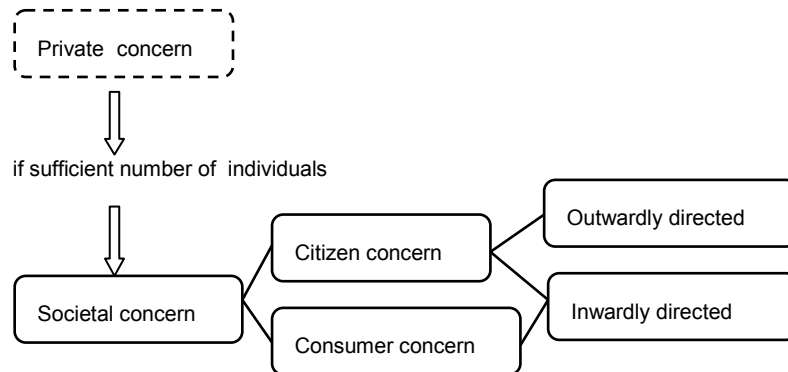 Private concern
if sufficient number of individuals
Outwardly directed
Citizen concern
Societal concern
Inwardly directed
Consumer concern